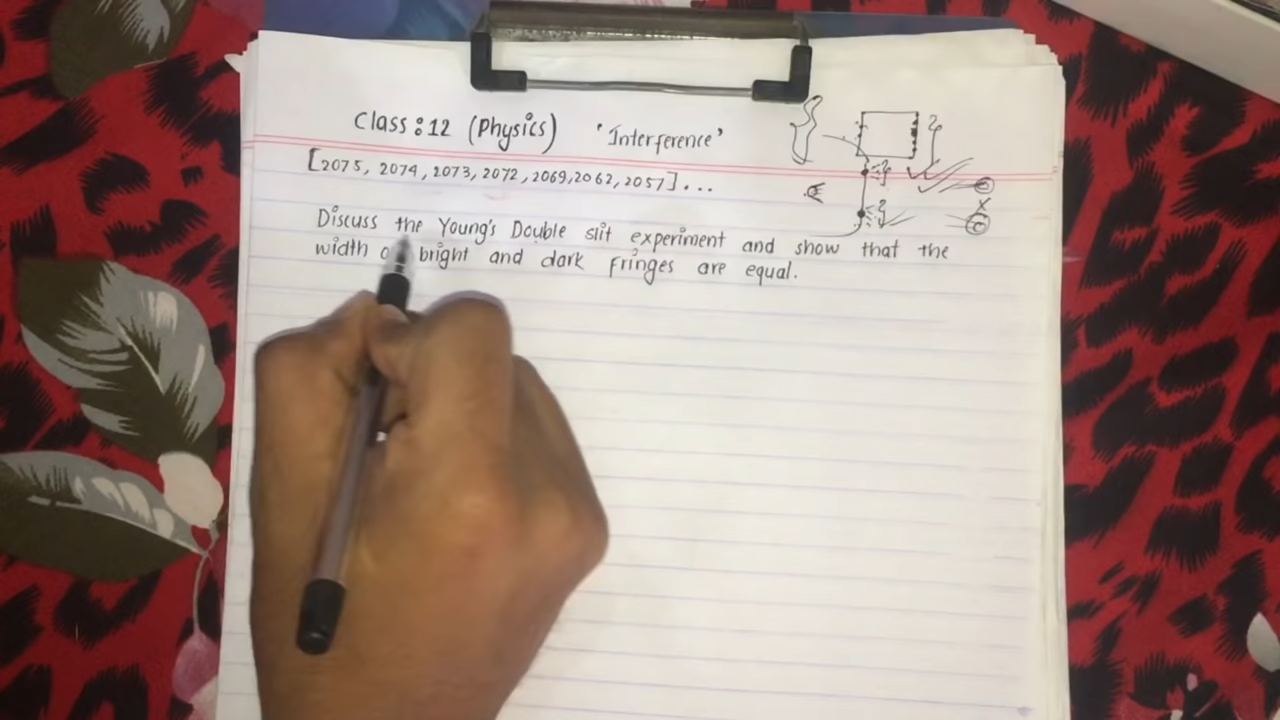 Class: 12 (Physics) 'Interference'
[2075, 2074, 2073, 2072, 2069, 2062, 2057]...
Discuss the Young's Double slit experiment and show that the
width bright and dark fringes are equal.